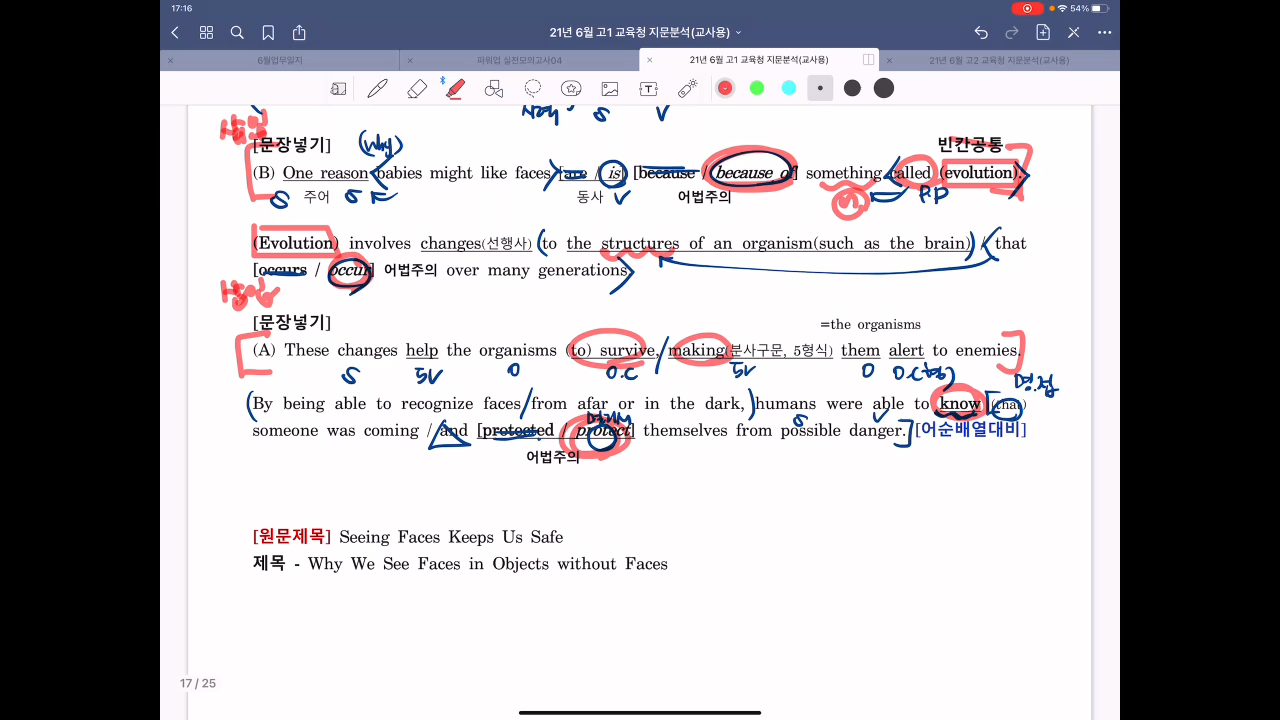 17:16
54%
21년 6월 고1 교육청 지문분석(교사용)
6월업무일지
파워업 실전모의고사04
21년 6월 고1 교육청 지문분석(교사용)
21년 6월 고2 교육청 지문분석(교사용)
S V
[문장넣기] (why) 빈칸공통
(B) One reason babies might like faces [are / is] [because / because of] something called (evolution).
S 주어 S 동사 V 어법주의 P.P
(Evolution) involves changes(선행사) to the structures of an organism(such as the brain) / that
[occurs / occur] 어법주의 over many generations.
[문장넣기] =the organisms
(A) These changes help the organisms (to) survive, making(분사구문, 5형식) them alert to enemies.
S 5V O O.C 5V O O.C(형)
명.접
(By being able to recognize faces / from afar or in the dark,) humans were able to know [(that)
S
someone was coming / and [protected / protect] themselves from possible danger.] [어순배열대비]
어법주의
[원문제목] Seeing Faces Keeps Us Safe
제목 - Why We See Faces in Objects without Faces
17 / 25